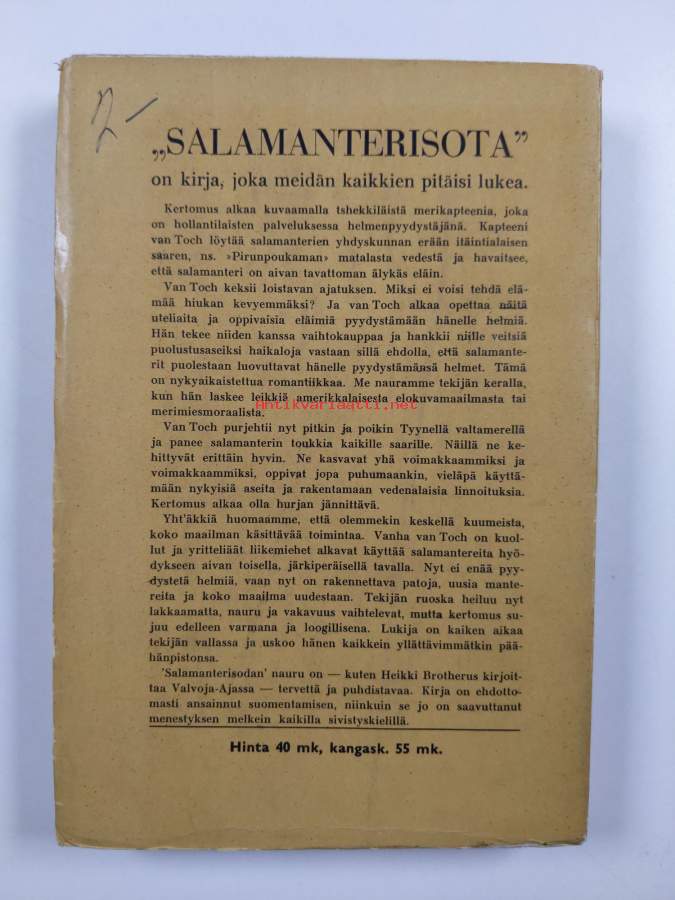 2-
„SALAMANTERISOTA”
on kirja, joka meidän kaikkien pitäisi lukea.
Kertomus alkaa kuvaamalla tshekkiläistä merikapteenia, joka
on hollantilaisten palveluksessa helmenpyydystäjänä. Kapteeni
van Toch löytää salamanterien yhdyskunnan erään itäintialaisen
saaren, ns. »Pirunpoukaman» matalasta vedestä ja havaitsee,
että salamanteri on aivan tavattoman älykäs eläin.
Van Toch keksii loistavan ajatuksen. Miksi ei voisi tehdä elä-
mää hiukan kevyemmäksi? Ja van Toch alkaa opettaa näitä
uteliaita ja oppivaisia eläimiä pyydystämään hänelle helmiä.
Hän tekee niiden kanssa vaihtokauppaa ja hankkii niille veitsiä
puolustusaseiksi haikaloja vastaan sillä ehdolla, että salamante-
rit puolestaan luovuttavat hänelle pyydystämänsä helmet. Tämä
on nykyaikaistettua romantiikkaa. Me nauramme tekijän keralla,
kun hän laskee leikkiä amerikkalaisesta elokuvamaailmasta tai
merimiesmoraalista.
Antikvariaatti.net
Van Toch purjehtii nyt pitkin ja poikin Tyynellä valtamerellä
ja panee salamanterin toukkia kaikille saarille. Näillä ne ke-
hittyvät erittäin hyvin. Ne kasvavat yhä voimakkaammiksi ja
voimakkaammiksi, oppivat jopa puhumaankin, vieläpä käyttä-
mään nykyisiä aseita ja rakentamaan vedenalaisia linnoituksia.
Kertomus alkaa olla hurjan jännittävä.
Yht'äkkiä huomaamme, että olemmekin keskellä kuumeista,
koko maailman käsittävää toimintaa. Vanha van Toch on kuol-
lut ja yritteliäät liikemiehet alkavat käyttää salamantereita hyö-
dykseen aivan toisella, järkiperäisellä tavalla. Nyt ei enää pyy-
dystetä helmiä, vaan nyt on rakennettava patoja, uusia mante-
reita ja koko maailma uudestaan. Tekijän ruoska heiluu nyt
lakkaamatta, nauru ja vakavuus vaihtelevat, mutta kertomus su-
juu edelleen varmana ja loogillisena. Lukija on kaiken aikaa
tekijän vallassa ja uskoo hänen kaikkein yllättävimmätkin pää-
hänpistonsa.
'Salamanterisodan' nauru on — kuten Heikki Brotherus kirjoit-
taa Valvoja-Ajassa — tervettä ja puhdistavaa. Kirja on ehdotto-
masti ansainnut suomentamisen, niinkuin se jo on saavuttanut
menestyksen melkein kaikilla sivistyskielillä.
Hinta 40 mk, kangask. 55 mk.